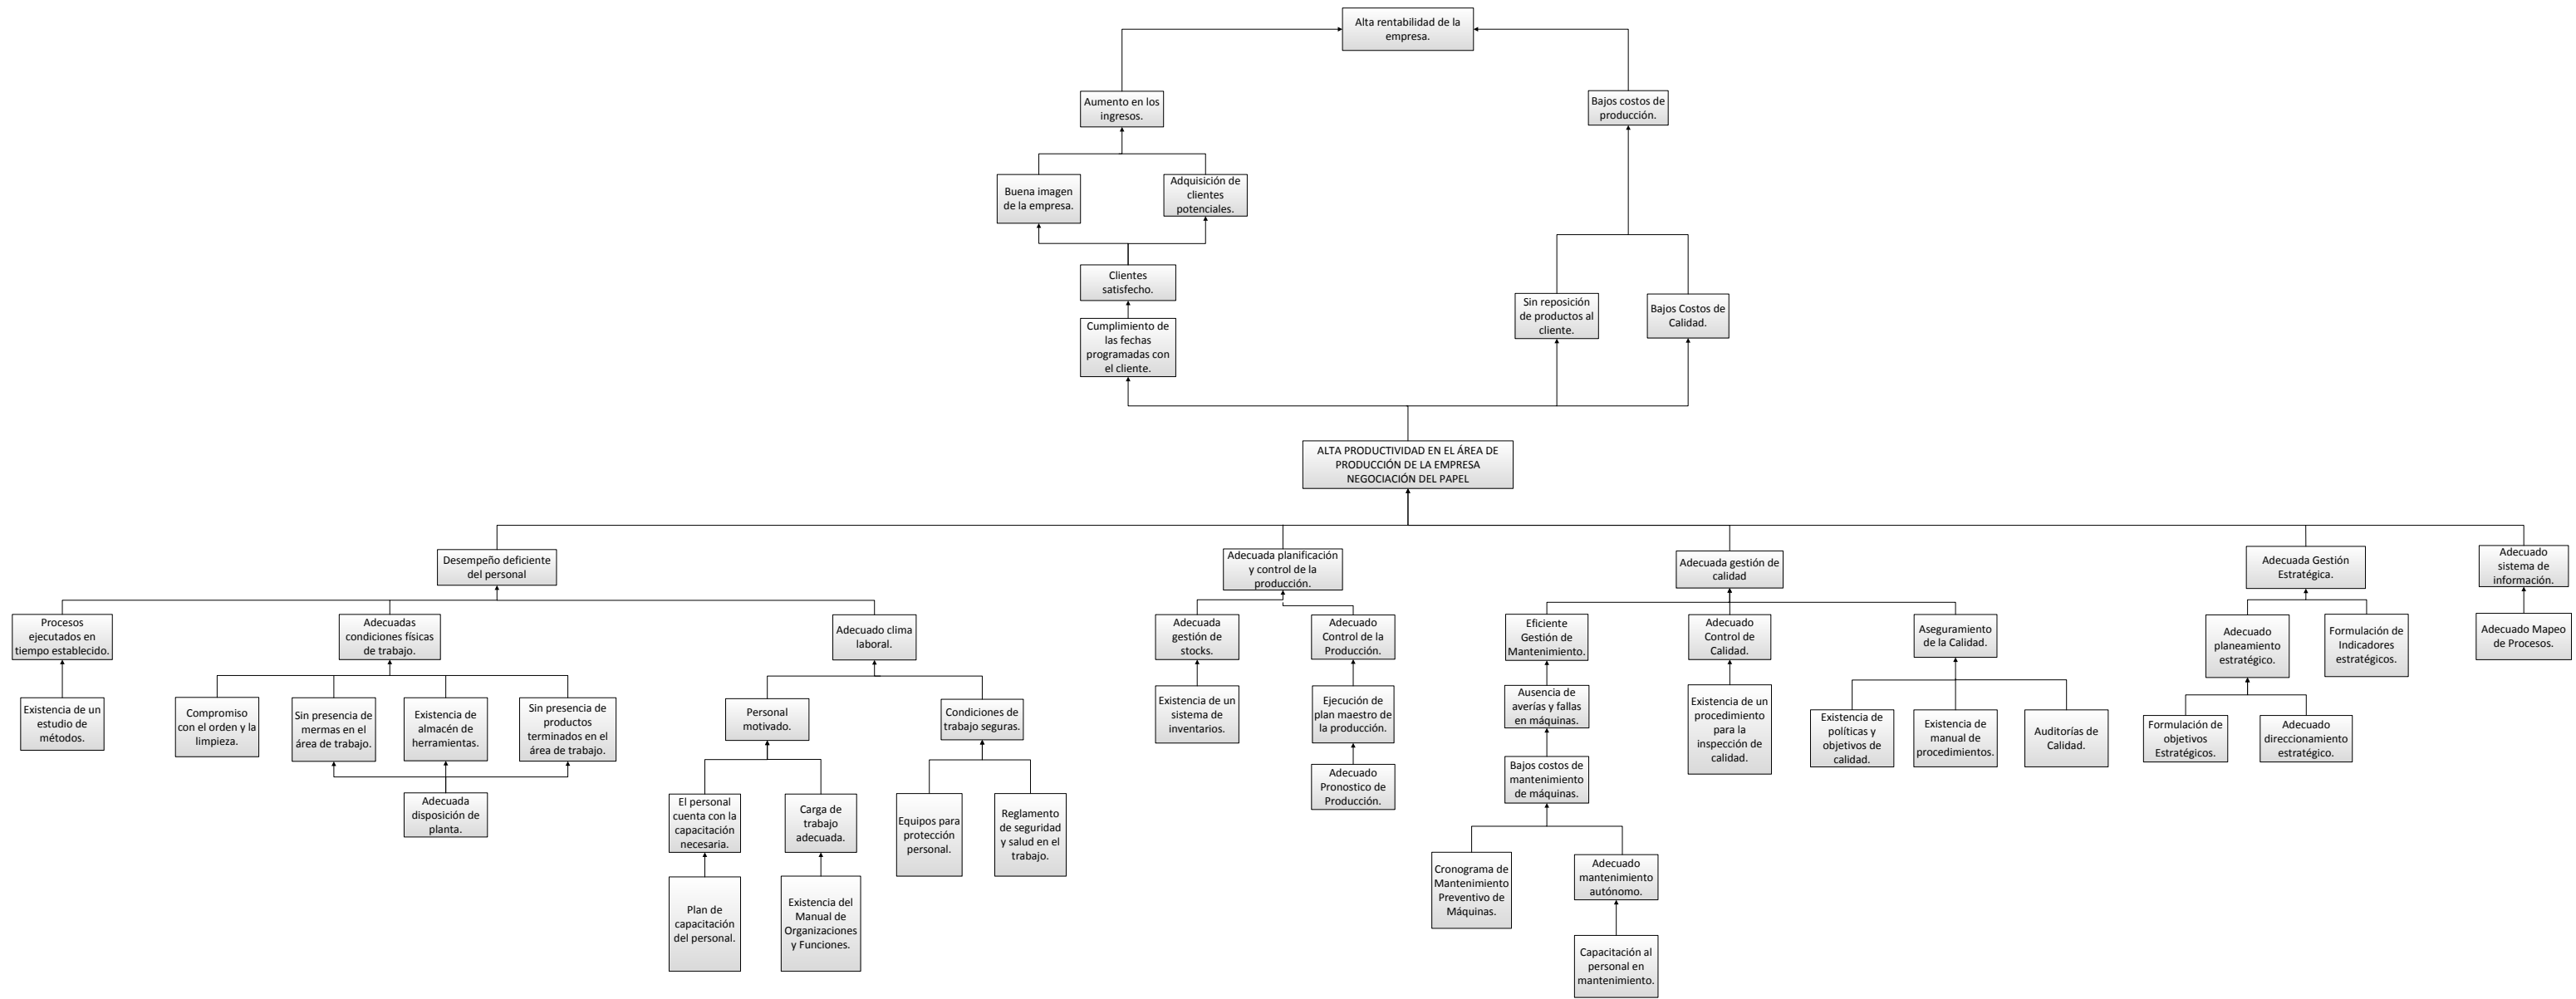 Alta rentabilidad de la
empresa.
Aumento en los
ingresos.
Bajos costos de
producción.
Buena imagen
de la empresa.
Adquisición de
clientes
potenciales.
Clientes
satisfecho.
Sin reposición
de productos al
cliente.
Bajos Costos de
Calidad.
Cumplimiento de
las fechas
programadas con
el cliente.
ALTA PRODUCTIVIDAD EN EL ÁREA DE
PRODUCCIÓN DE LA EMPRESA
NEGOCIACIÓN DEL PAPEL
Desempeño deficiente
del personal
Adecuada planificación
y control de la
producción.
Adecuada gestión de
calidad
Adecuada Gestión
Estratégica.
Adecuado
sistema de
información.
Procesos
ejecutados en
tiempo establecido.
Adecuadas
condiciones físicas
de trabajo.
Adecuado clima
laboral.
Adecuada
gestión de
stocks.
Adecuado
Control de la
Producción.
Eficiente
Gestión de
Mantenimiento.
Adecuado
Control de
Calidad.
Aseguramiento
de la Calidad.
Adecuado
planeamiento
estratégico.
Formulación de
Indicadores
estratégicos.
Adecuado Mapeo
de Procesos.
Existencia de un
estudio de
métodos.
Compromiso
con el orden y la
limpieza.
Sin presencia de
mermas en el
área de trabajo.
Existencia de
almacén de
herramientas.
Sin presencia de
productos
terminados en el
área de trabajo.
Personal
motivado.
Condiciones de
trabajo seguras.
Existencia de un
sistema de
inventarios.
Ejecución de
plan maestro de
la producción.
Ausencia de
averías y fallas
en máquinas.
Existencia de un
procedimiento
para la
inspección de
calidad.
Existencia de
políticas y
objetivos de
calidad.
Existencia de
manual de
procedimientos.
Auditorías de
Calidad.
Formulación de
objetivos
Estratégicos.
Adecuado
direccionamiento
estratégico.
Adecuada
disposición de
planta.
El personal
cuenta con la
capacitación
necesaria.
Carga de
trabajo
adecuada.
Equipos para
protección
personal.
Reglamento
de seguridad
y salud en el
trabajo.
Adecuado
Pronostico de
Producción.
Bajos costos de
mantenimiento
de máquinas.
Plan de
capacitación
del personal.
Existencia del
Manual de
Organizaciones
y Funciones.
Cronograma de
Mantenimiento
Preventivo de
Máquinas.
Adecuado
mantenimiento
autónomo.
Capacitación al
personal en
mantenimiento.